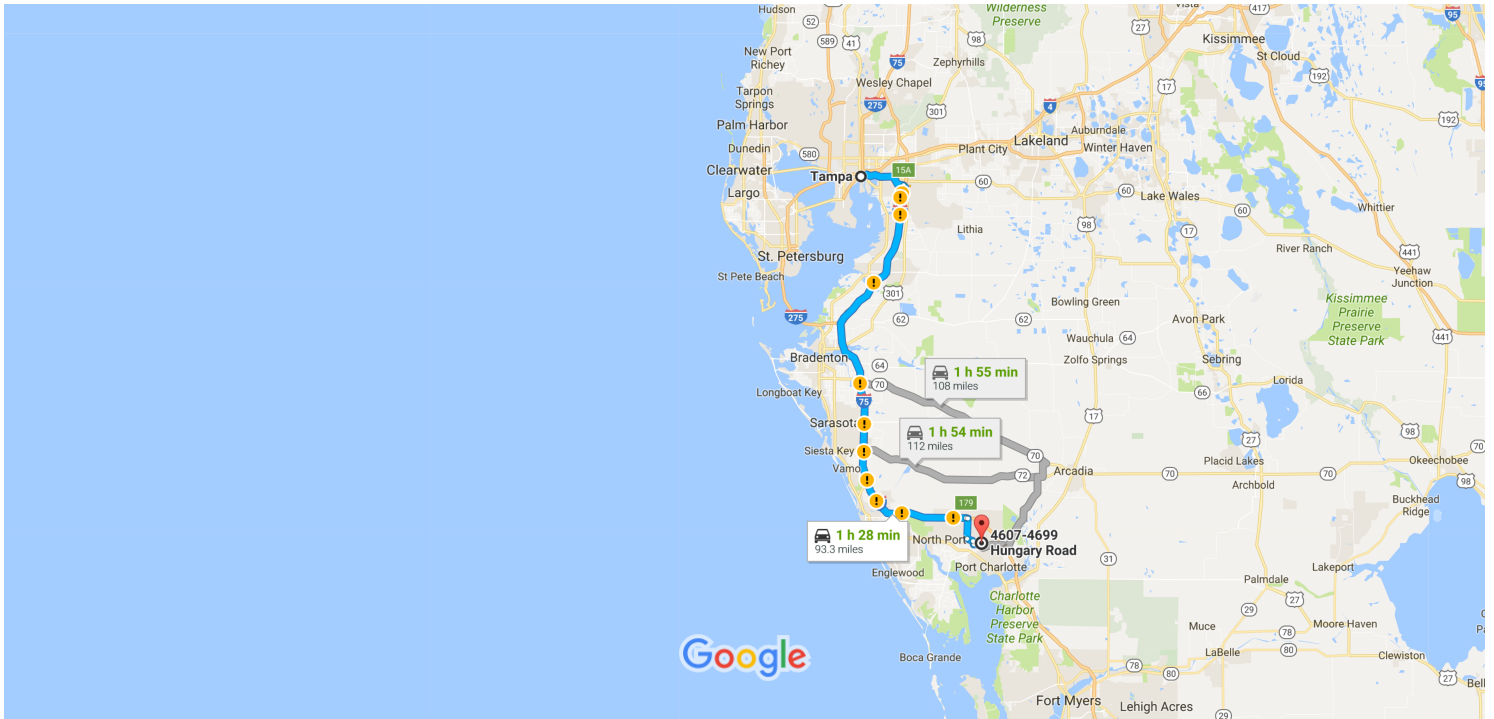 Hudson
52
589
41
New Port
Richey
Wilderness
Preserve
98
27
Vista
417
Kissimmee
St Cloud
95
75
Zephyrhills
Wesley Chapel
192
17
Tarpon
Springs
275
301
4
192
Palm Harbor
Auburndale
Lakeland
Winter Haven
Plant City
Dunedin
580
Clearwater
Tampa
15A
60
60
Lake Wales
Largo
60
Whittier
98
17
Lithia
River Ranch
441
St. Petersburg
St Pete Beach
Yeehaw
Junction
301
Bowling Green
Kissimmee
Prairie
Preserve
State Park
275
62
62
Avon Park
441
Wauchula
64
Bradenton
64
Zolfo Springs
Sebring
1 h 55 min
108 miles
70
Lorida
Longboat Key
75
66
17
Sarasota
1 h 54 min
112 miles
98
27
70
Siesta Key
70
Vamo
72
Arcadia
70
Placid Lakes
70
Okeechobee
98
Archbold
Buckhead
Ridge
179
1 h 28 min
93.3 miles
North Port
4607-4699
Hungary Road
Port Charlotte
31
Englewood
Lakeport
Palmdale
27
Charlotte
Harbor
Preserve
State Park
29
Muce
78
Moore Haven
Google
Boca Grande
LaBelle
80
Clewiston
78
80
27
Fort Myers
Lehigh Acres
29